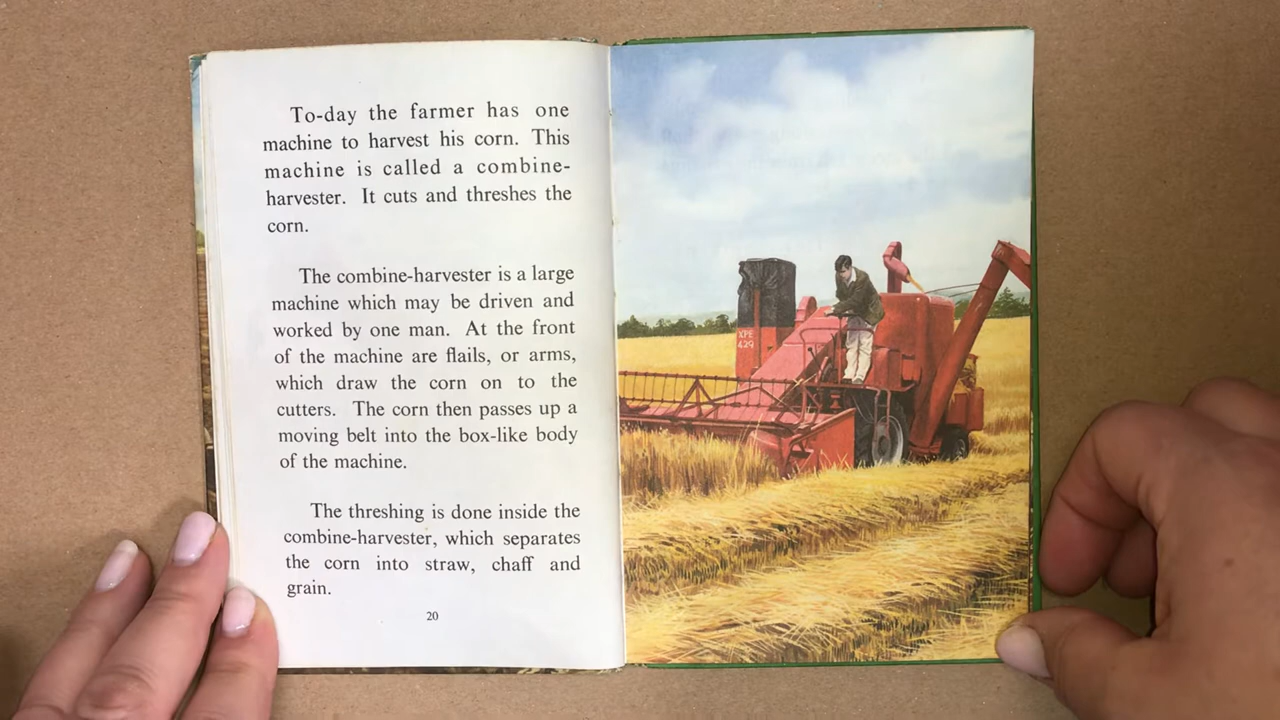 To-day the farmer has one
machine to harvest his corn. This
machine is called a combine-
harvester. It cuts and threshes the
corn.
The combine-harvester is a large
machine which may be driven and
worked by one man. At the front
of the machine are flails, or arms,
which draw the corn on to the
cutters. The corn then passes up a
moving belt into the box-like body
of the machine.
The threshing is done inside the
combine-harvester, which separates
the corn into straw, chaff and
grain.
20
XPE
429